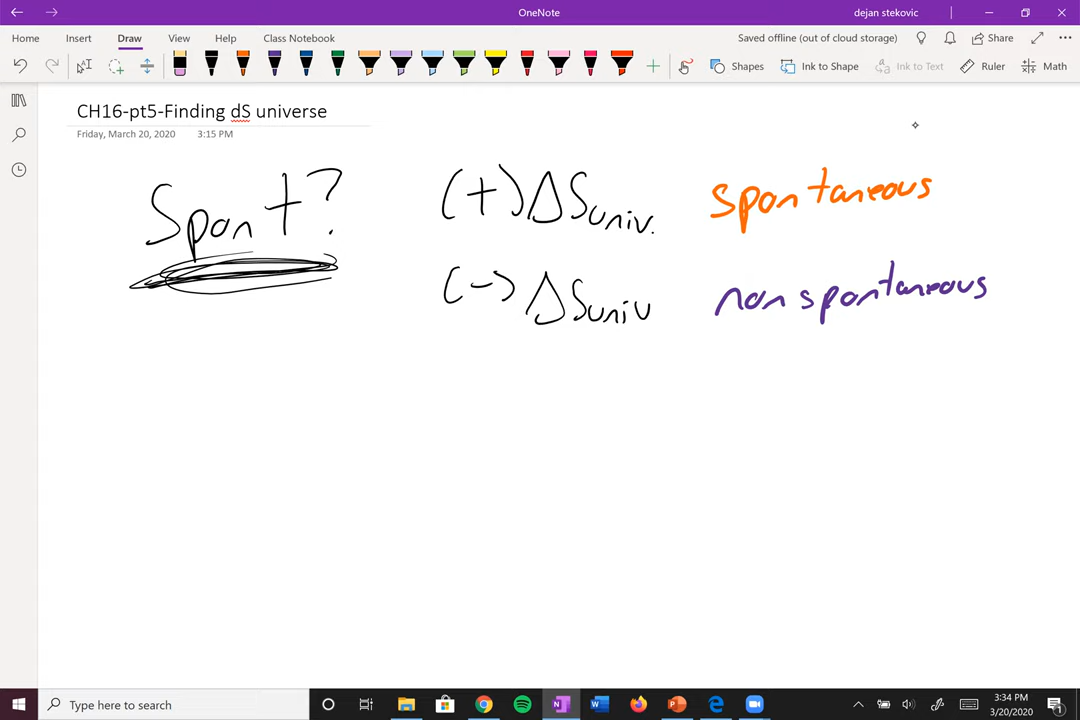 OneNote
dejan stekovic
Home Insert Draw View Help Class Notebook
Saved offline (out of cloud storage) Share
Shapes Ink to Shape Ink to Text Ruler Math
CH16-pt5-Finding dS universe
Friday, March 20, 2020 3:15 PM
Spont? (+) ΔSuniv. spontaneous
(-) ΔSuniv nonspontaneous
Type here to search
3:34 PM
3/20/2020